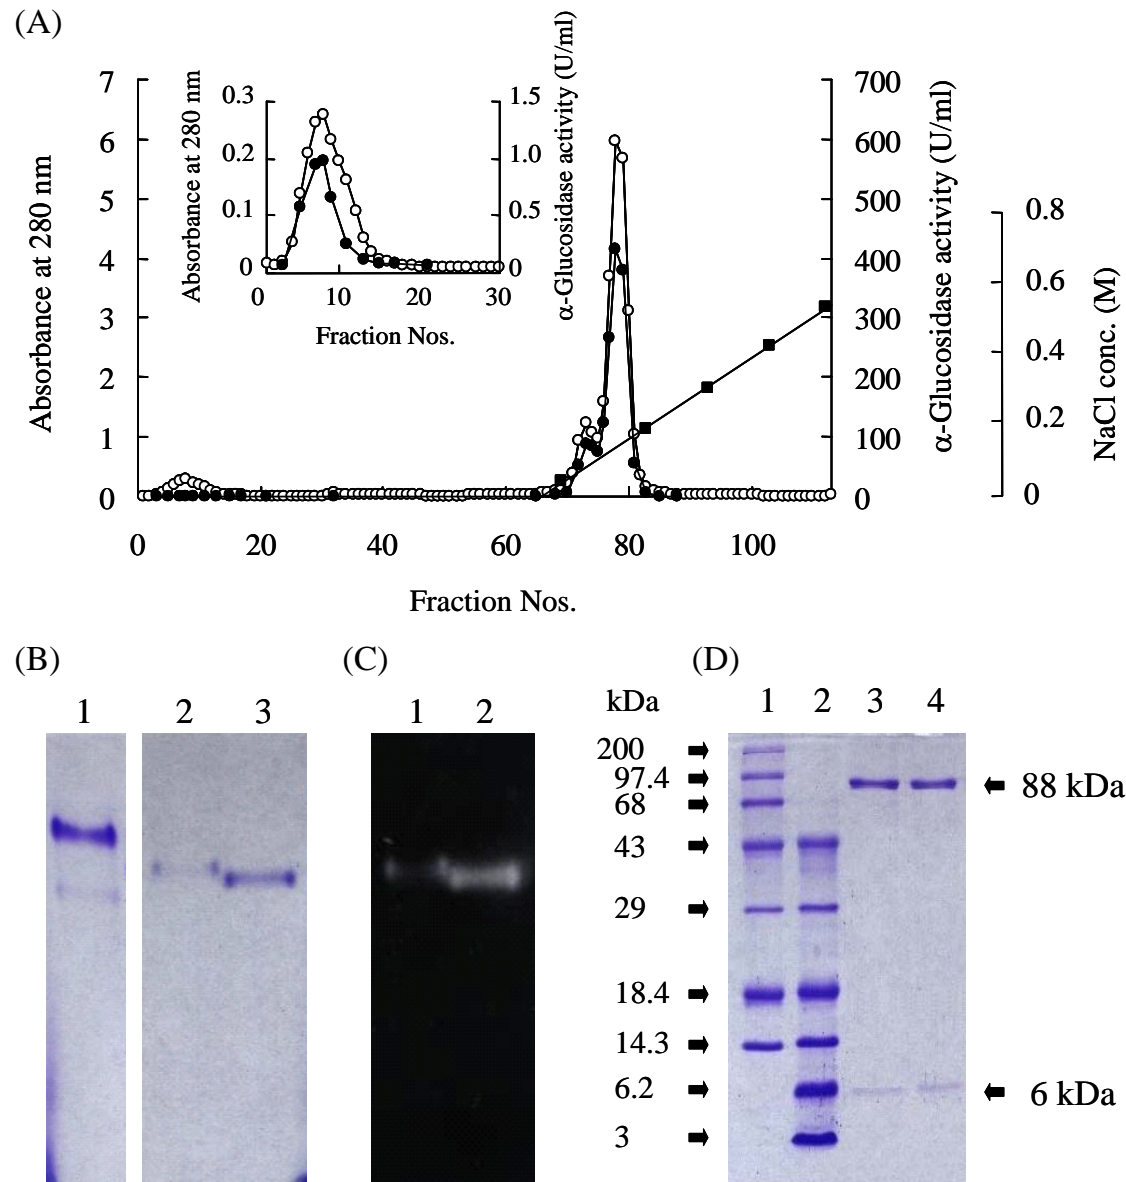 (A)
Absorbance at 280 nm
7
6
5
4
3
2
1
0
0 20 40 60 80 100
Fraction Nos.
700
600
500
400
300
200
100
0
α-Glucosidase activity (U/ml)
0.8
0.6
0.4
0.2
0
NaCl conc. (M)
Absorbance at 280 nm
0.3
0.2
0.1
0
0 10 20 30
Fraction Nos.
1.5
1.0
0.5
0
α-Glucosidase activity (U/ml)
(B)
1 2 3
(C)
1 2
(D)
kDa 1 2 3 4
200
97.4
68
43
29
18.4
14.3
6.2
3
88 kDa
6 kDa